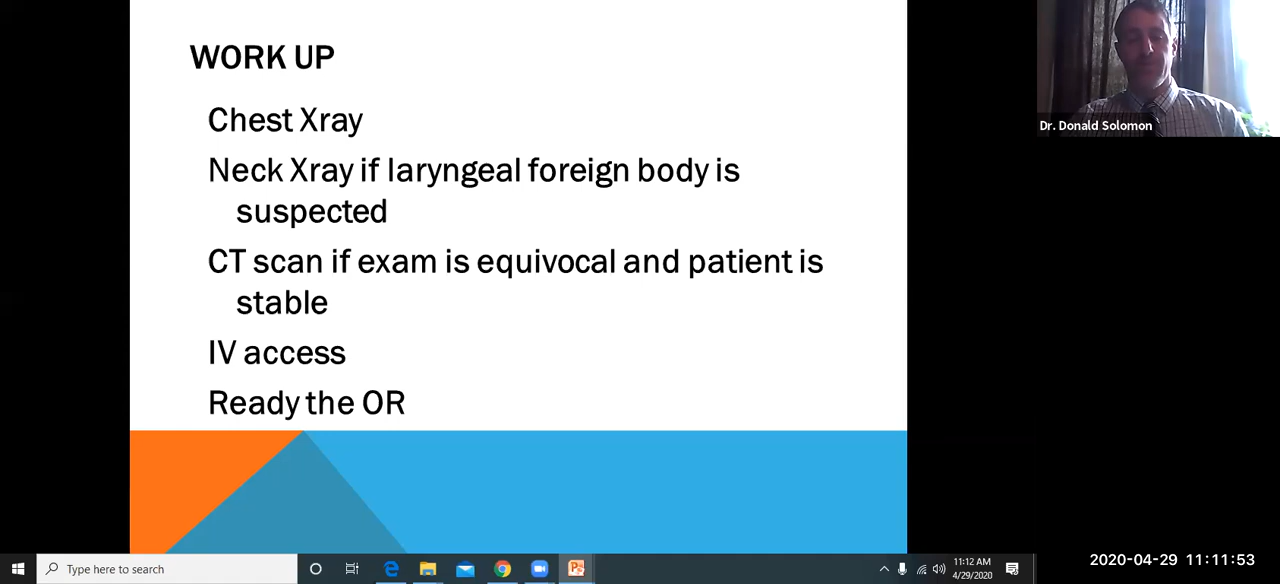 WORK UP
Chest Xray
Neck Xray if laryngeal foreign body is
suspected
CT scan if exam is equivocal and patient is
stable
IV access
Ready the OR
Dr. Donald Solomon
Type here to search
11:12 AM
4/29/2020
2020-04-29 11:11:53